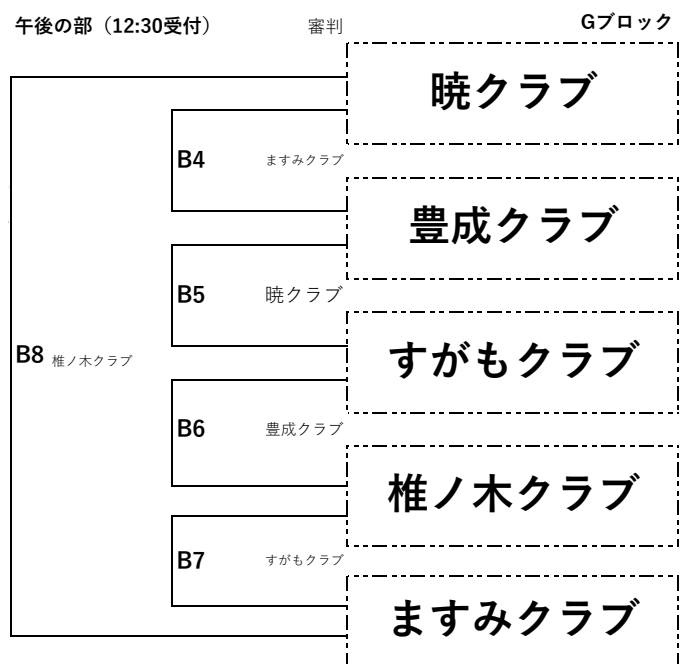 午後の部（12:30受付）
審判
Gブロック
暁クラブ
B4
ますみクラブ
豊成クラブ
B5
暁クラブ
すがもクラブ
B8
椎ノ木クラブ
B6
豊成クラブ
椎ノ木クラブ
B7
すがもクラブ
ますみクラブ